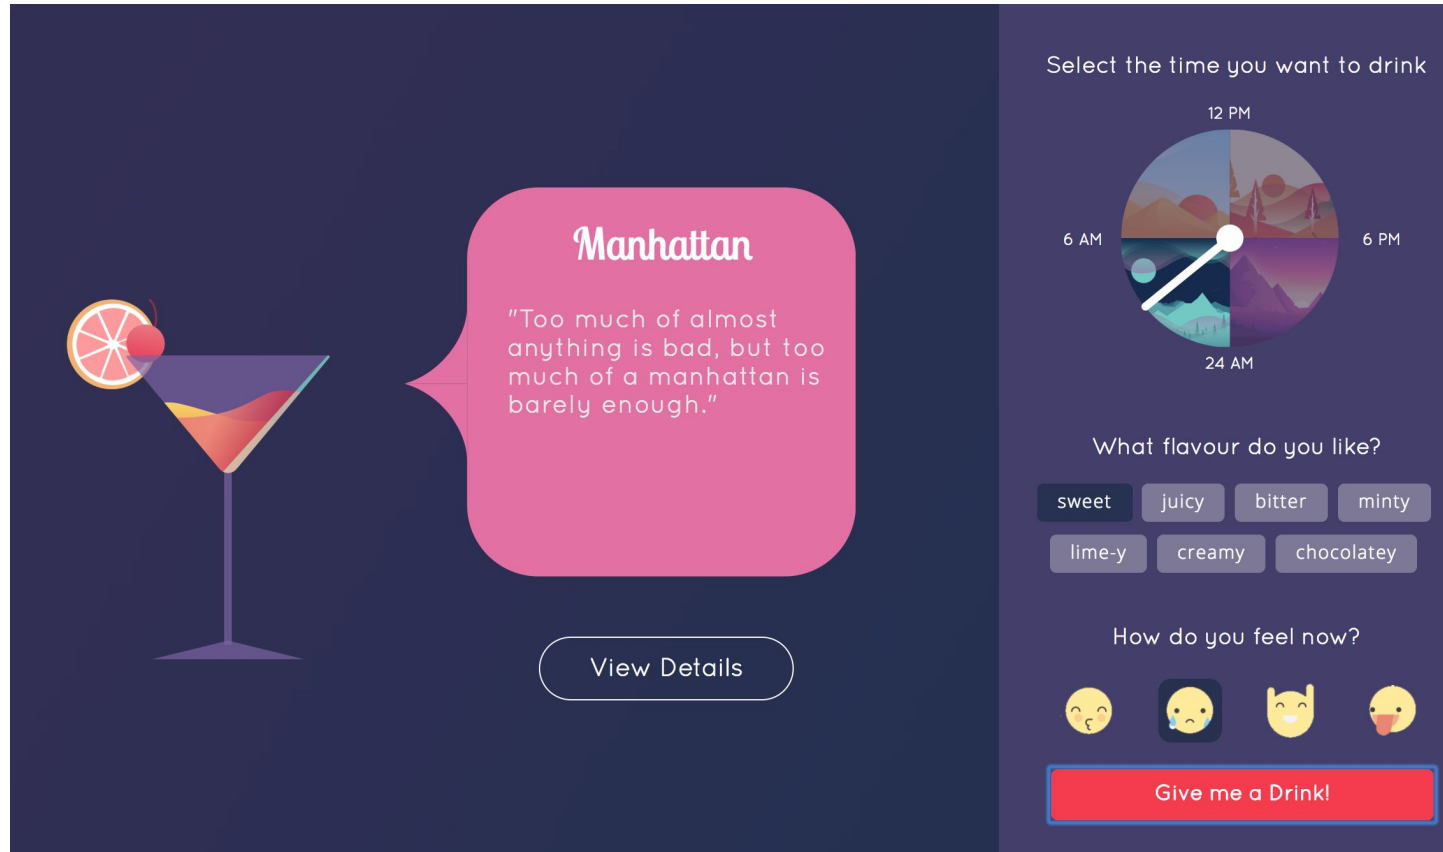 Manhattan
"Too much of almost
anything is bad, but too
much of a manhattan is
barely enough."
View Details
Select the time you want to drink
12 PM
6 AM
6 PM
24 AM
What flavour do you like?
sweet juicy bitter minty
lime-y creamy chocolatey
How do you feel now?
Give me a Drink!